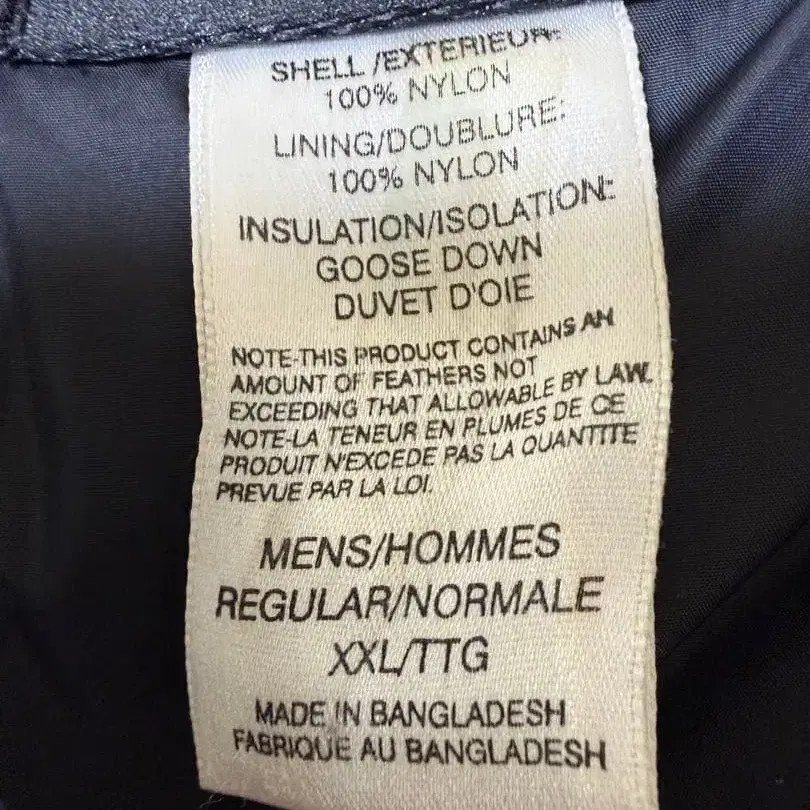 SHELL/EXTERIEUR:
100% NYLON
LINING/DOUBLURE:
100% NYLON
INSULATION/ISOLATION:
GOOSE DOWN
DUVET D'OIE
NOTE-THIS PRODUCT CONTAINS AN
AMOUNT OF FEATHERS NOT
EXCEEDING THAT ALLOWABLE BY LAW.
NOTE-LA TENEUR EN PLUMES DE CE
PRODUIT N'EXCEDE PAS LA QUANTITE
PREVUE PAR LA LOI.
MENS/HOMMES
REGULAR/NORMALE
XXL/TTG
MADE IN BANGLADESH
FABRIQUE AU BANGLADESH